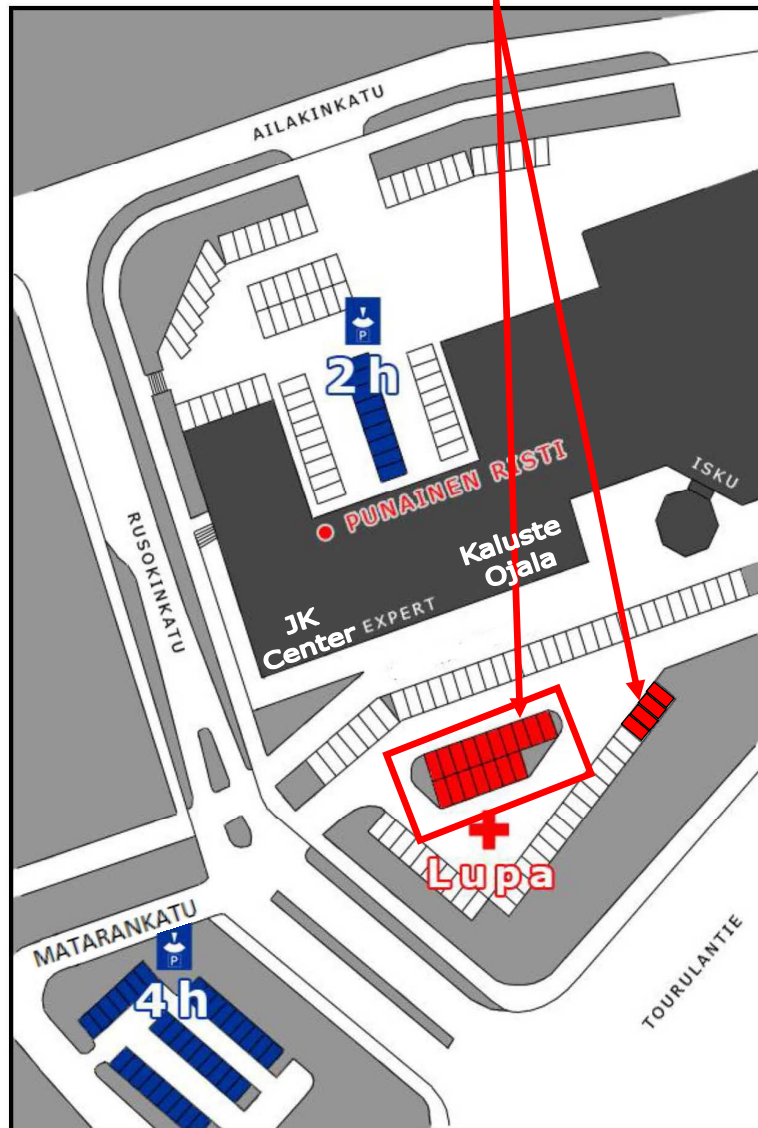 AILAKINKATU
P
2 h
PUNAINEN RISTI
ISKU
RUSOKINKATU
Kaluste
Ojala
JK
Center
EXPERT
Lupa
MATARANKATU
P
4 h
TOURULANTIE